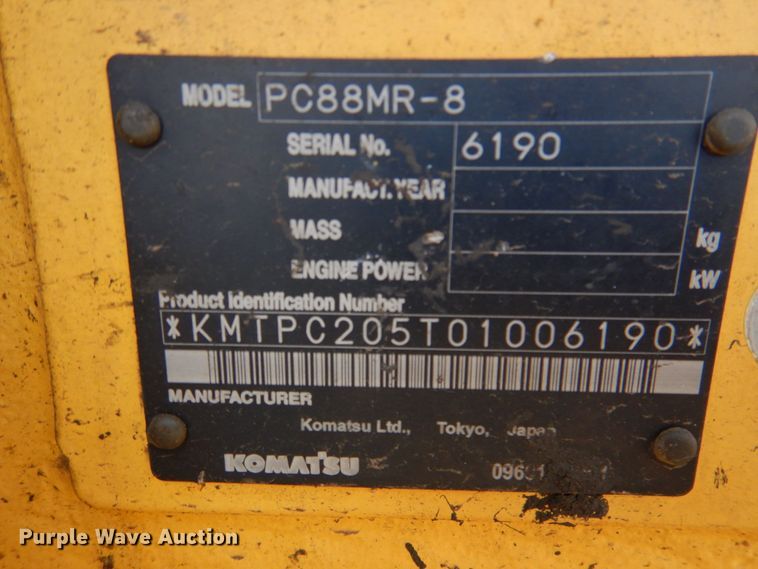 MODEL PC88MR-8
SERIAL No. 6190
MANUFACT. YEAR
MASS kg
ENGINE POWER kW
Product Identification Number
*KMTPC205T01006190*
MANUFACTURER
Komatsu Ltd., Tokyo, Japan
KOMATSU
Purple Wave Auction